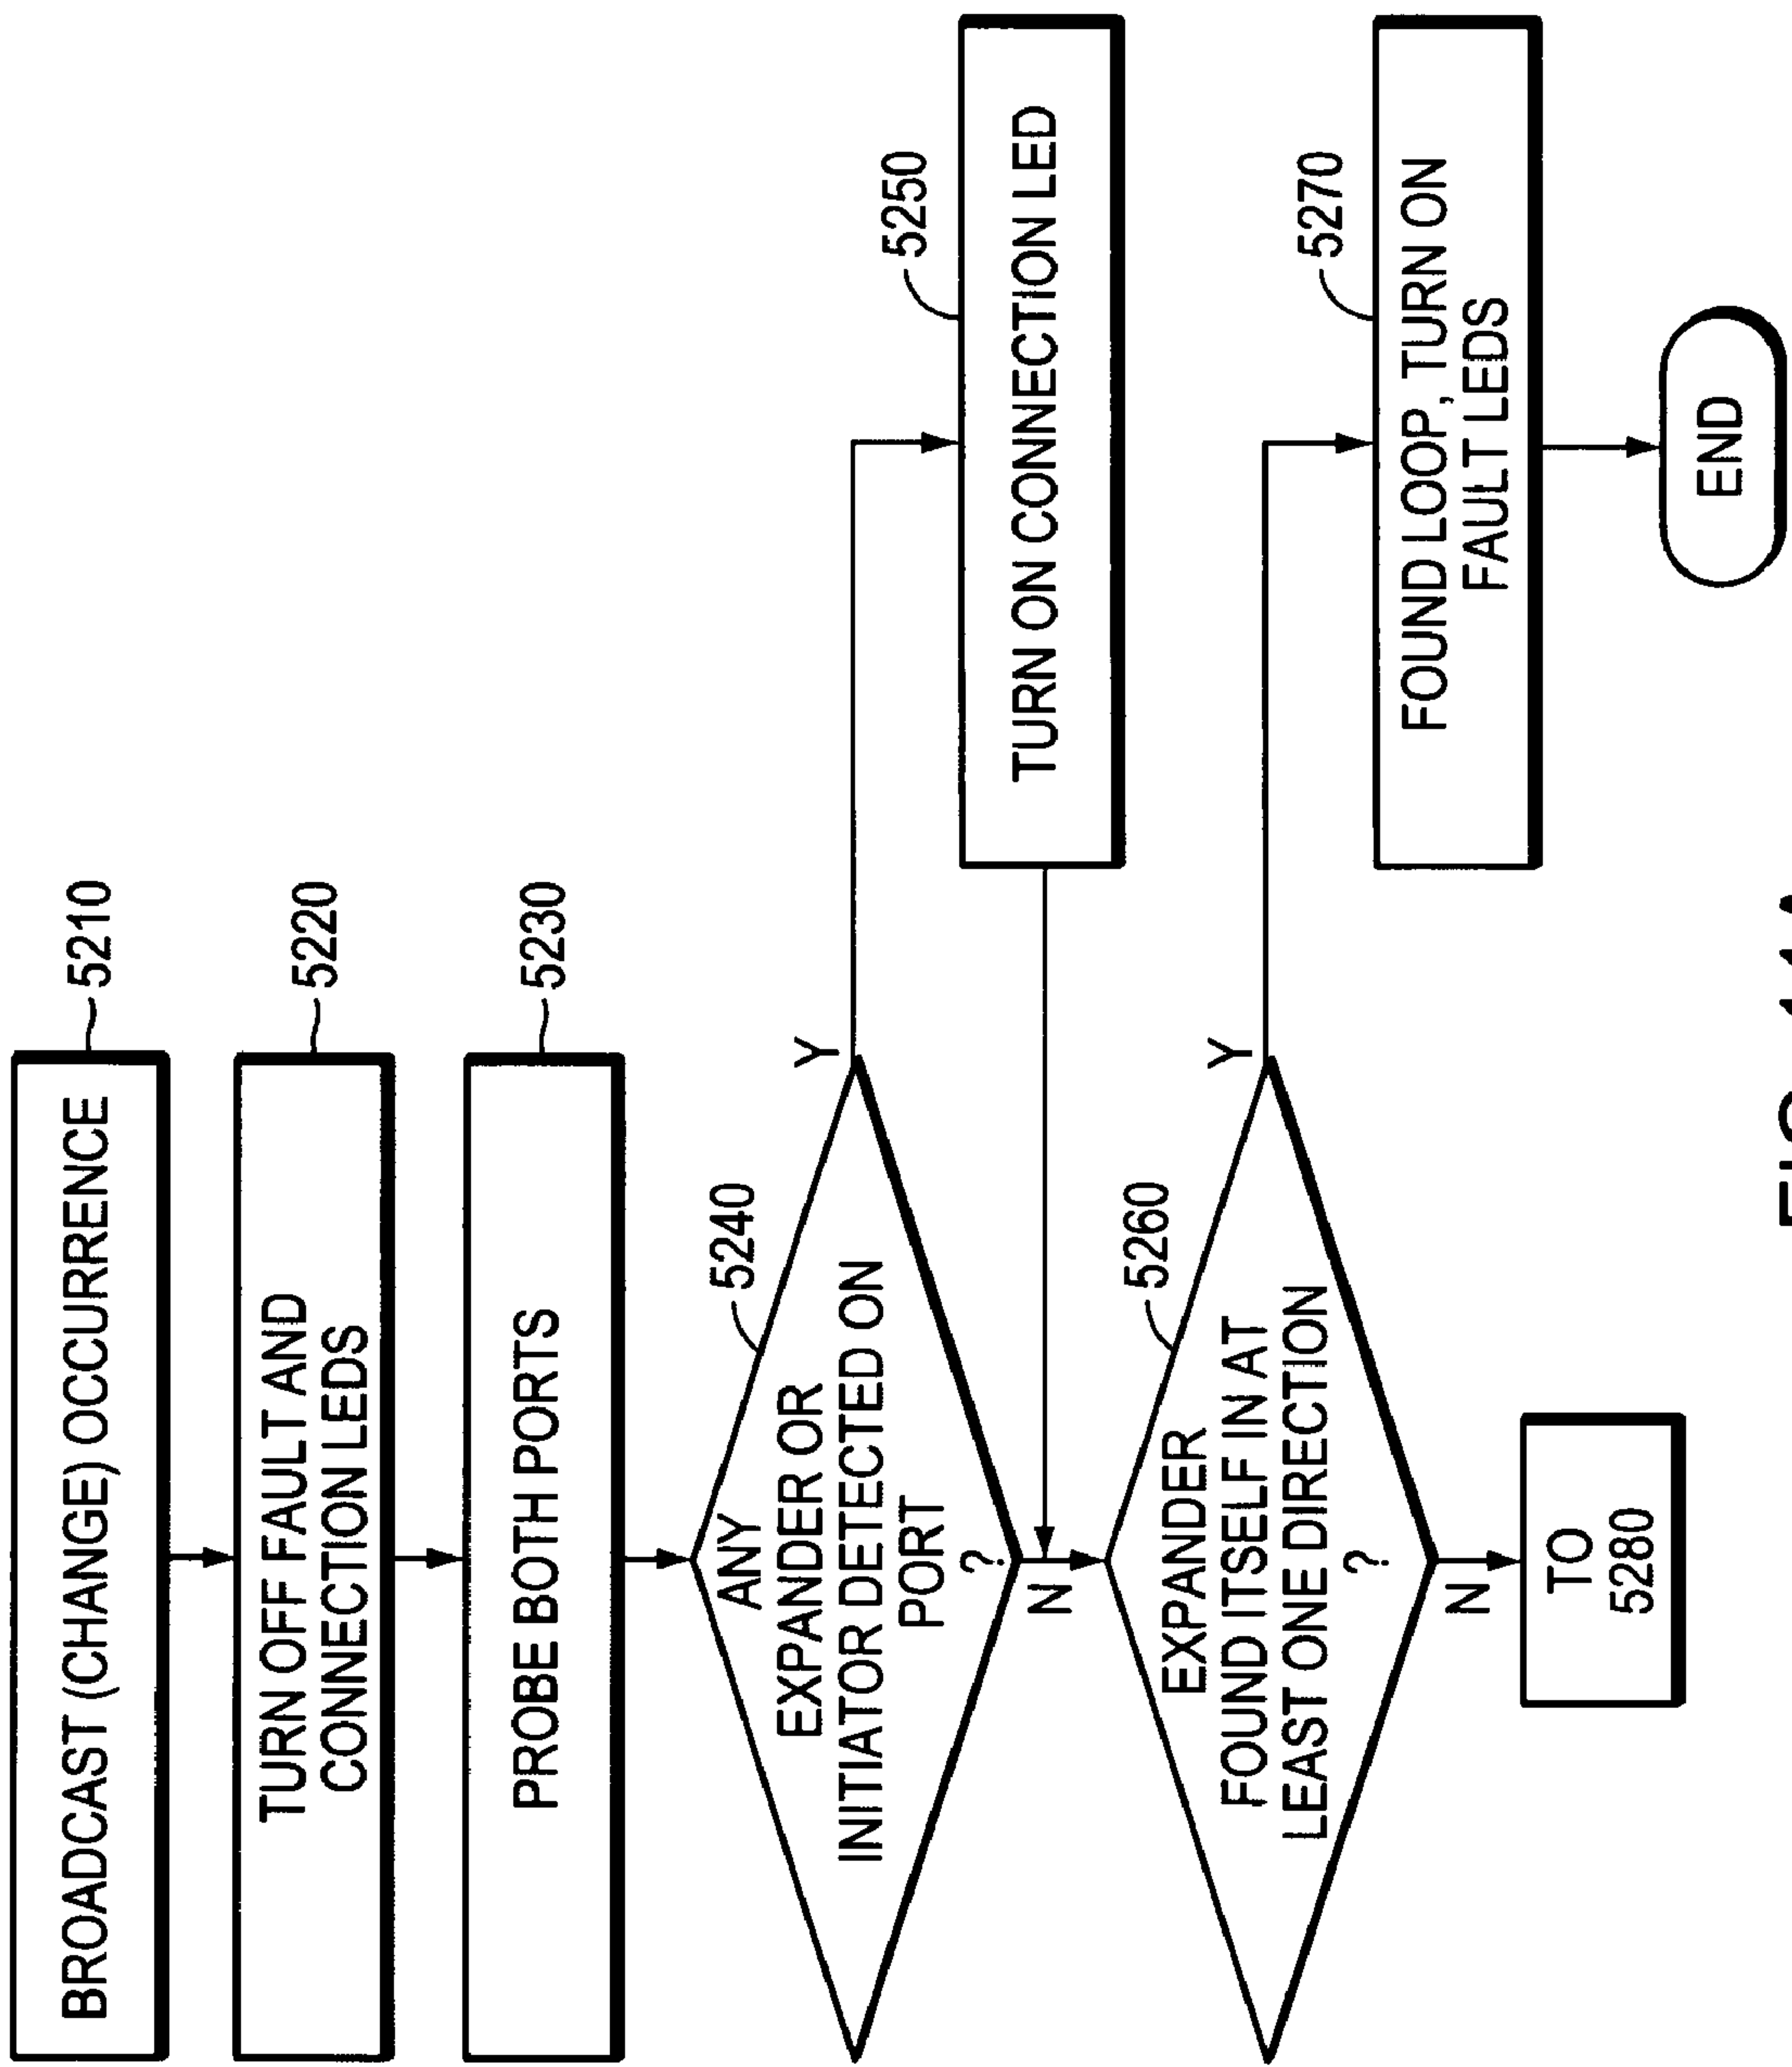 BROADCAST (CHANGE) OCCURRENCE
5210
TURN OFF FAULT AND
CONNECTION LEDS
5220
PROBE BOTH PORTS
5230
ANY
EXPANDER OR
INITIATOR DETECTED ON
PORT
?
5240
Y
N
TURN ON CONNECTION LED
5250
EXPANDER
FOUND ITSELF IN AT
LEAST ONE DIRECTION
?
5260
Y
N
FOUND LOOP, TURN ON
FAULT LEDS
5270
TO
5280
END